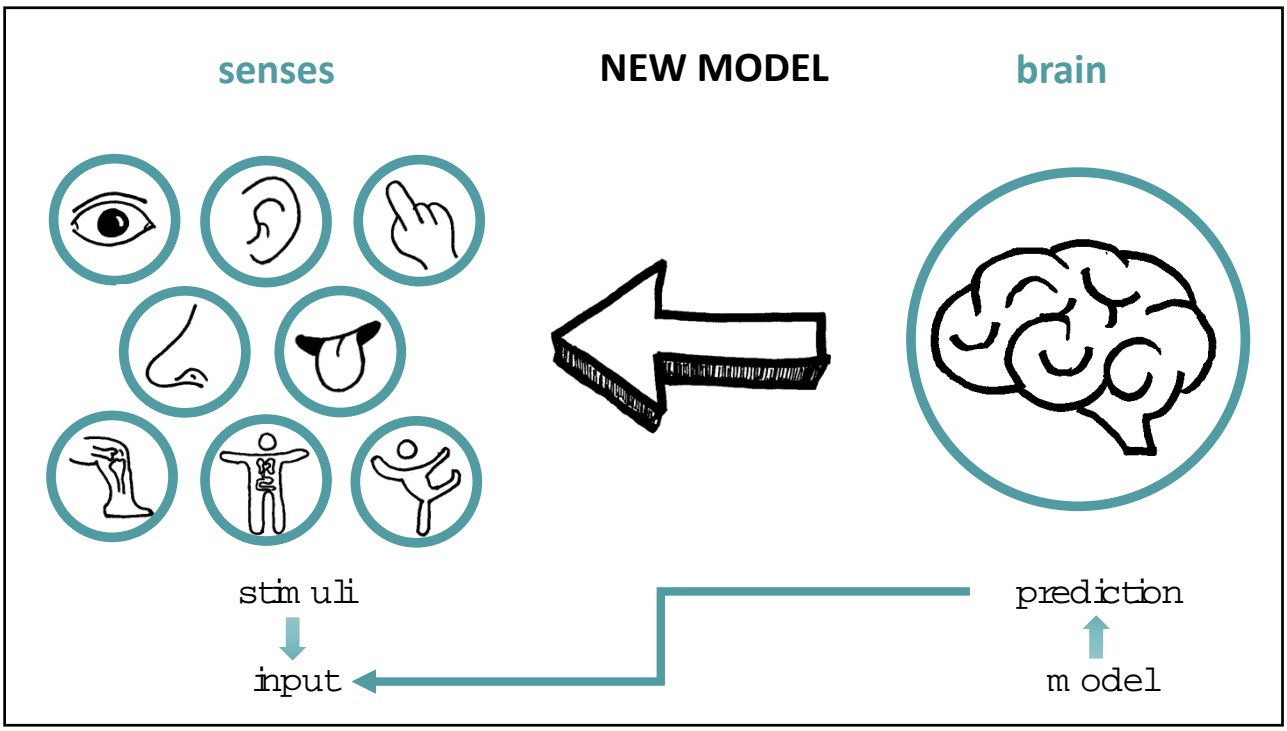 senses
NEW MODEL
brain
stimuli
prediction
input
model